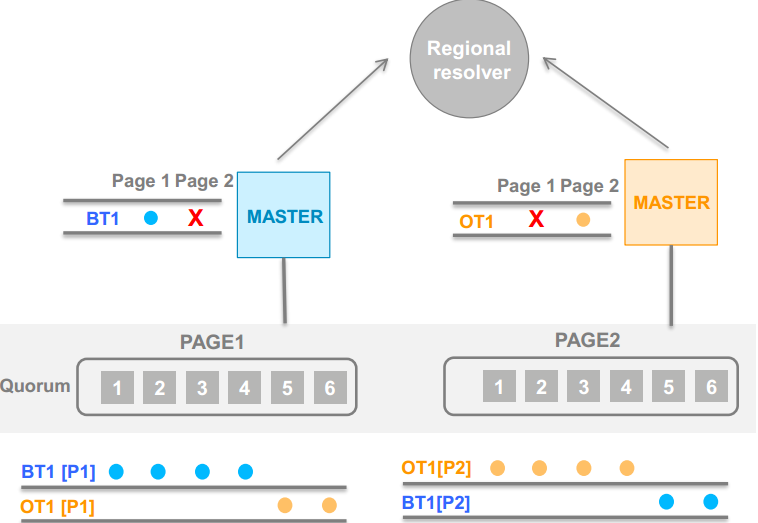 Regional
resolver
Page 1 Page 2
BT1 X
MASTER
Page 1 Page 2
OT1 X
MASTER
PAGE1
PAGE2
Quorum
1 2 3 4 5 6
1 2 3 4 5 6
BT1 [P1]
OT1 [P1]
OT1[P2]
BT1[P2]